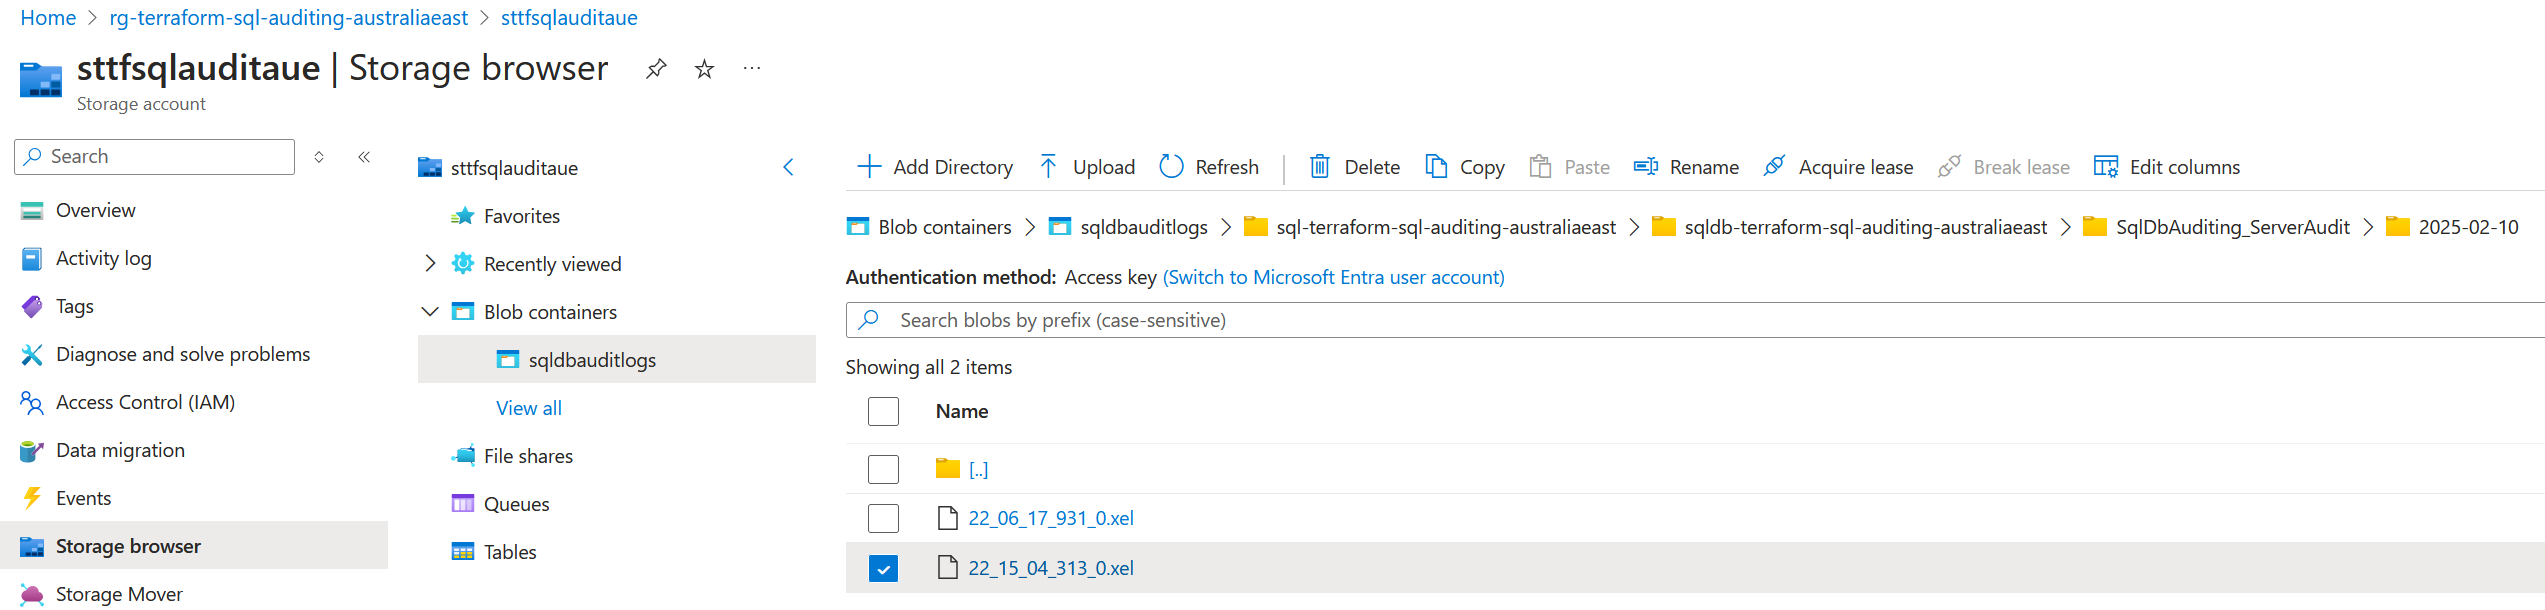 Home > rg-terraform-sql-auditing-australiaeast > sttfsqlauditaue
sttfsqlauditaue | Storage browser
Storage account
Search
Overview
Activity log
Tags
Diagnose and solve problems
Access Control (IAM)
Data migration
Events
Storage browser
Storage Mover
sttfsqlauditaue
Favorites
Recently viewed
Blob containers
sqldbauditlogs
View all
File shares
Queues
Tables
Add Directory Upload Refresh Delete Copy Paste Rename Acquire lease Break lease Edit columns
Blob containers > sqldbauditlogs > sql-terraform-sql-auditing-australiaeast > sqldb-terraform-sql-auditing-australiaeast > SqlDbAuditing_ServerAudit > 2025-02-10
Authentication method: Access key (Switch to Microsoft Entra user account)
Search blobs by prefix (case-sensitive)
Showing all 2 items
Name
[..]
22_06_17_931_0.xel
22_15_04_313_0.xel